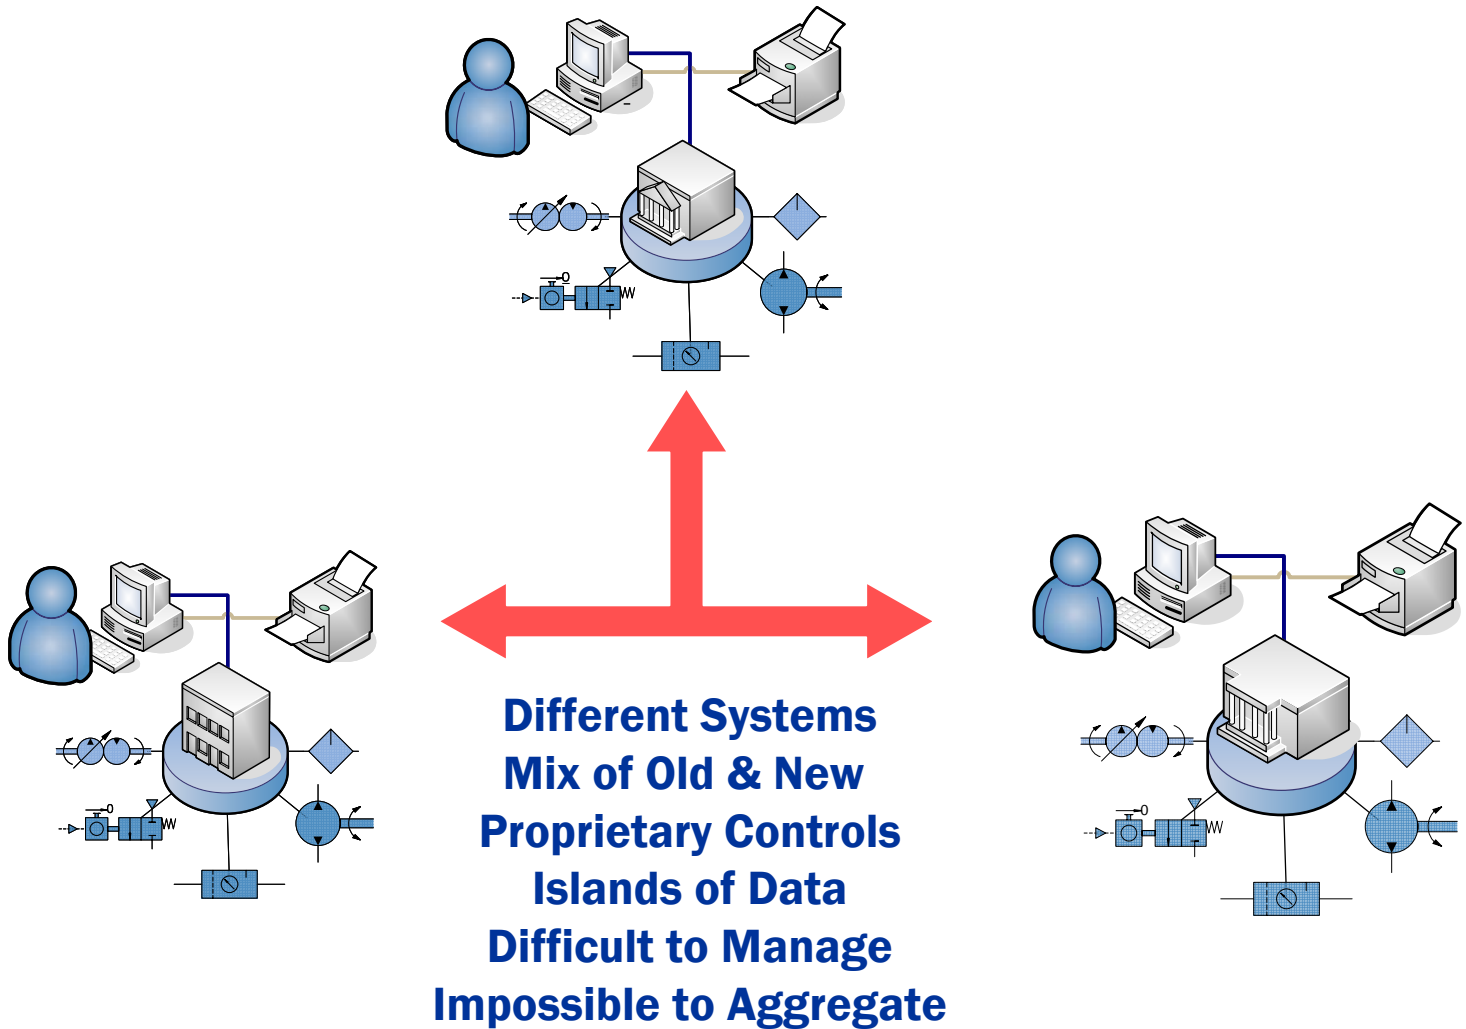 Different Systems
Mix of Old & New
Proprietary Controls
Islands of Data
Difficult to Manage
Impossible to Aggregate